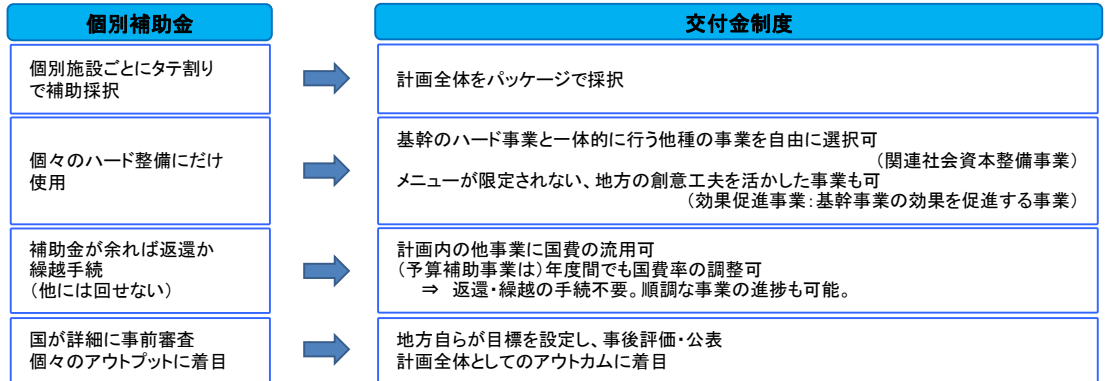 個別補助金
交付金制度
個別施設ごとにタテ割り
で補助採択
計画全体をパッケージで採択
個々のハード整備にだけ
使用
基幹のハード事業と一体的に行う他種の事業を自由に選択可
(関連社会資本整備事業)
メニューが限定されない、地方の創意工夫を活かした事業も可
(効果促進事業:基幹事業の効果を促進する事業)
補助金が余れば返還か
繰越手続
(他には回せない)
計画内の他事業に国費の流用可
(予算補助事業は)年度間でも国費率の調整可
⇒ 返還・繰越の手続不要。順調な事業の進捗も可能。
国が詳細に事前審査
個々のアウトプットに着目
地方自らが目標を設定し、事後評価・公表
計画全体としてのアウトカムに着目